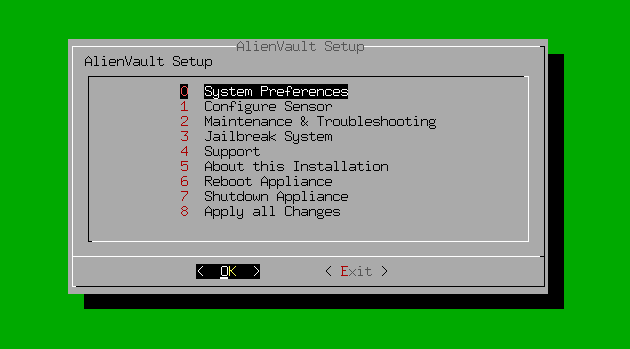 AlienVault Setup
AlienVault Setup
0 System Preferences
1 Configure Sensor
2 Maintenance & Troubleshooting
3 Jailbreak System
4 Support
5 About this Installation
6 Reboot Appliance
7 Shutdown Appliance
8 Apply all Changes
< OK > < Exit >